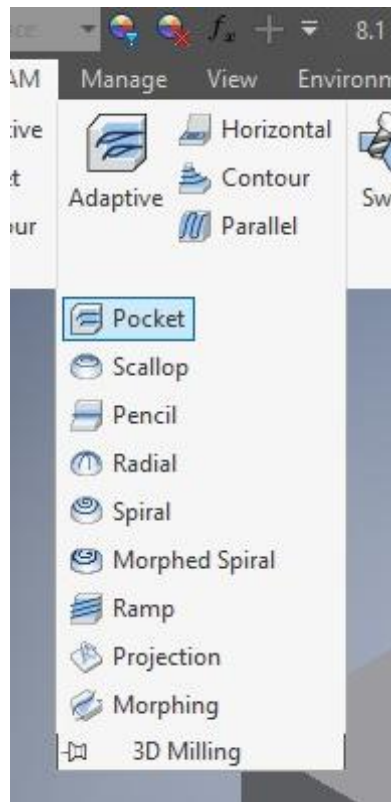 8.1
AM Manage View Environm
ive
Adaptive
Horizontal
Contour
Parallel
Sw
t
our
Pocket
Scallop
Pencil
Radial
Spiral
Morphed Spiral
Ramp
Projection
Morphing
3D Milling